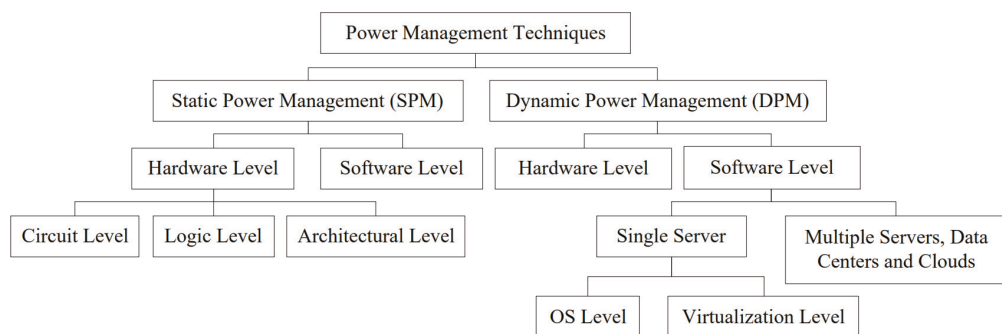 Power Management Techniques
Static Power Management (SPM)
Dynamic Power Management (DPM)
Hardware Level
Software Level
Hardware Level
Software Level
Circuit Level
Logic Level
Architectural Level
Single Server
Multiple Servers, Data
Centers and Clouds
OS Level
Virtualization Level